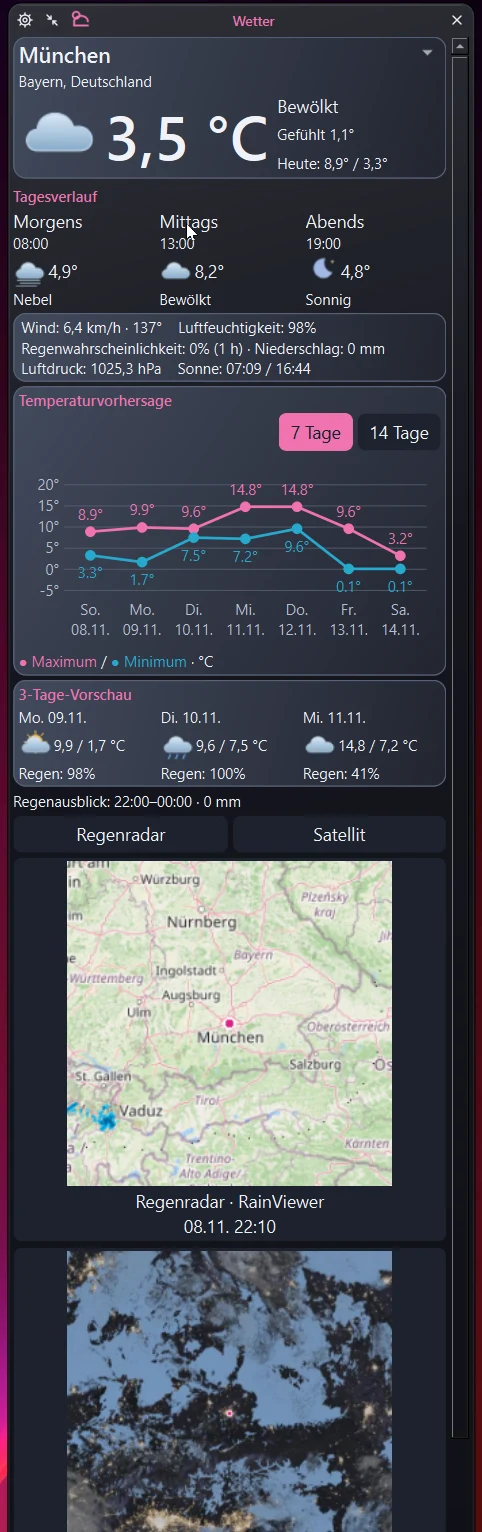 Wetter
München
Bayern, Deutschland
3,5 °C
Bewölkt
Gefühlt 1,1°
Heute: 8,9° / 3,3°
Tagesverlauf
Morgens Mittags Abends
08:00 13:00 19:00
4,9° 8,2° 4,8°
Nebel Bewölkt Sonnig
Wind: 6,4 km/h · 137° Luftfeuchtigkeit: 98%
Regenwahrscheinlichkeit: 0% (1 h) · Niederschlag: 0 mm
Luftdruck: 1025,3 hPa Sonne: 07:09 / 16:44
Temperaturvorhersage
7 Tage 14 Tage
20°
15°
10°
5°
0°
-5°
8.9° 9.9° 9.6° 14.8° 14.8° 9.6° 3.2°
3.3° 1.7° 7.5° 7.2° 9.6° 0.1° 0.1°
So. Mo. Di. Mi. Do. Fr. Sa.
08.11. 09.11. 10.11. 11.11. 12.11. 13.11. 14.11.
● Maximum / ● Minimum · °C
3-Tage-Vorschau
Mo. 09.11. Di. 10.11. Mi. 11.11.
9,9 / 1,7 °C 9,6 / 7,5 °C 14,8 / 7,2 °C
Regen: 98% Regen: 100% Regen: 41%
Regenausblick: 22:00–00:00 · 0 mm
Regenradar Satellit
Würzburg
Plzeňský
kraj
Nürnberg
Bayern
Württemberg
Ingolstadt
Augsburg
Ulm
München
Oberösterreich
Salzburg
St. Gallen
Vaduz
Tirol
Kärnten
Trentino-
Alto Adige/
Regenradar · RainViewer
08.11. 22:10